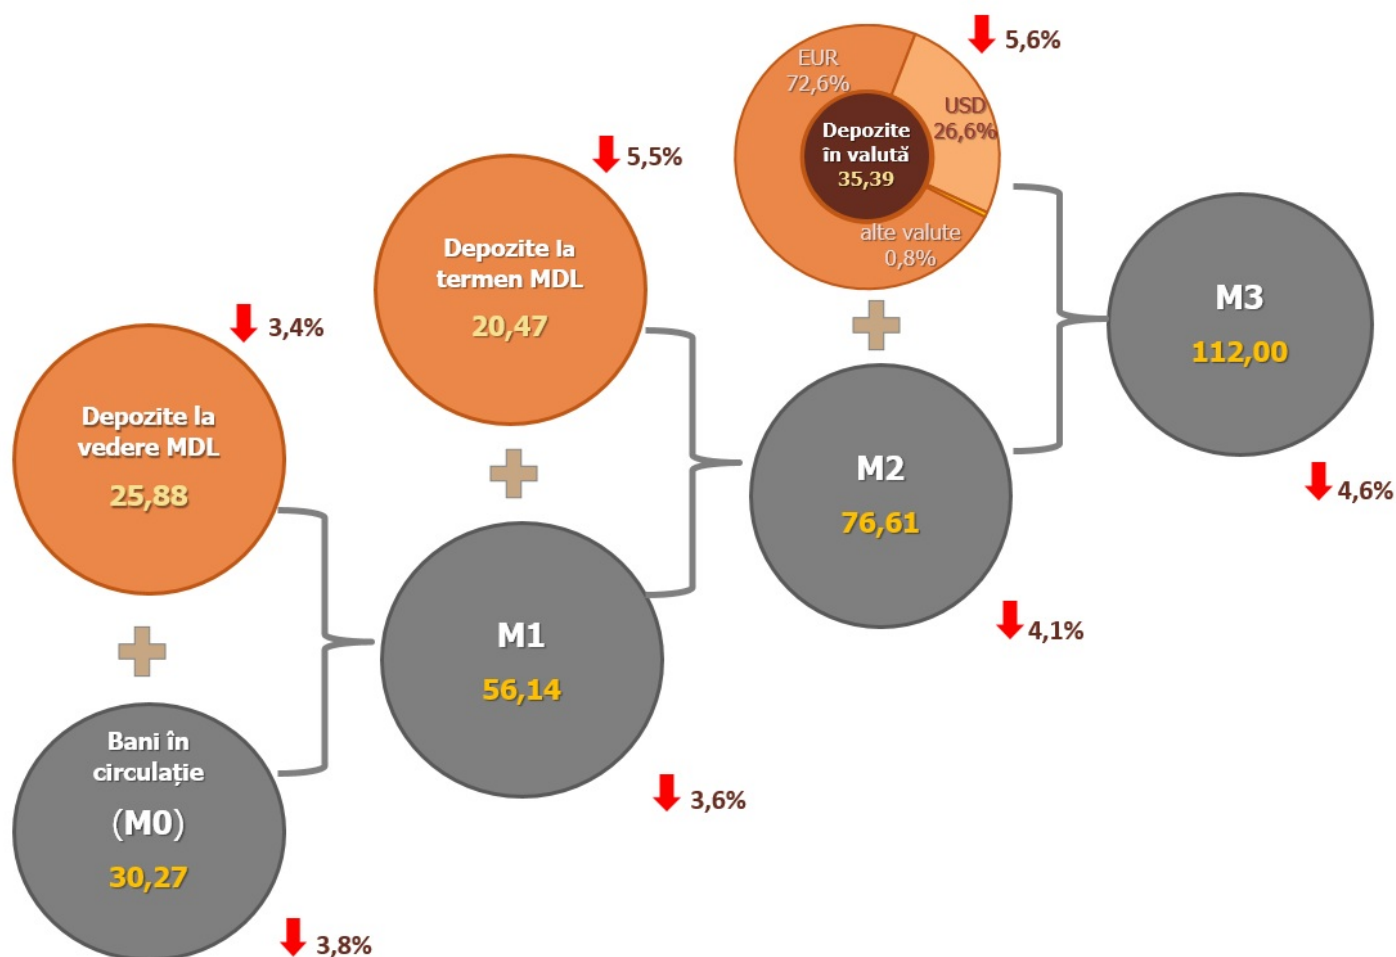 EUR
72,6%
USD
26,6%
Depozite
în valută
35,39
alte valute
0,8%
5,6%
Depozite la
termen MDL
20,47
5,5%
Depozite la
vedere MDL
25,88
3,4%
M3
112,00
4,6%
M2
76,61
4,1%
M1
56,14
3,6%
Bani în
circulație
(M0)
30,27
3,8%